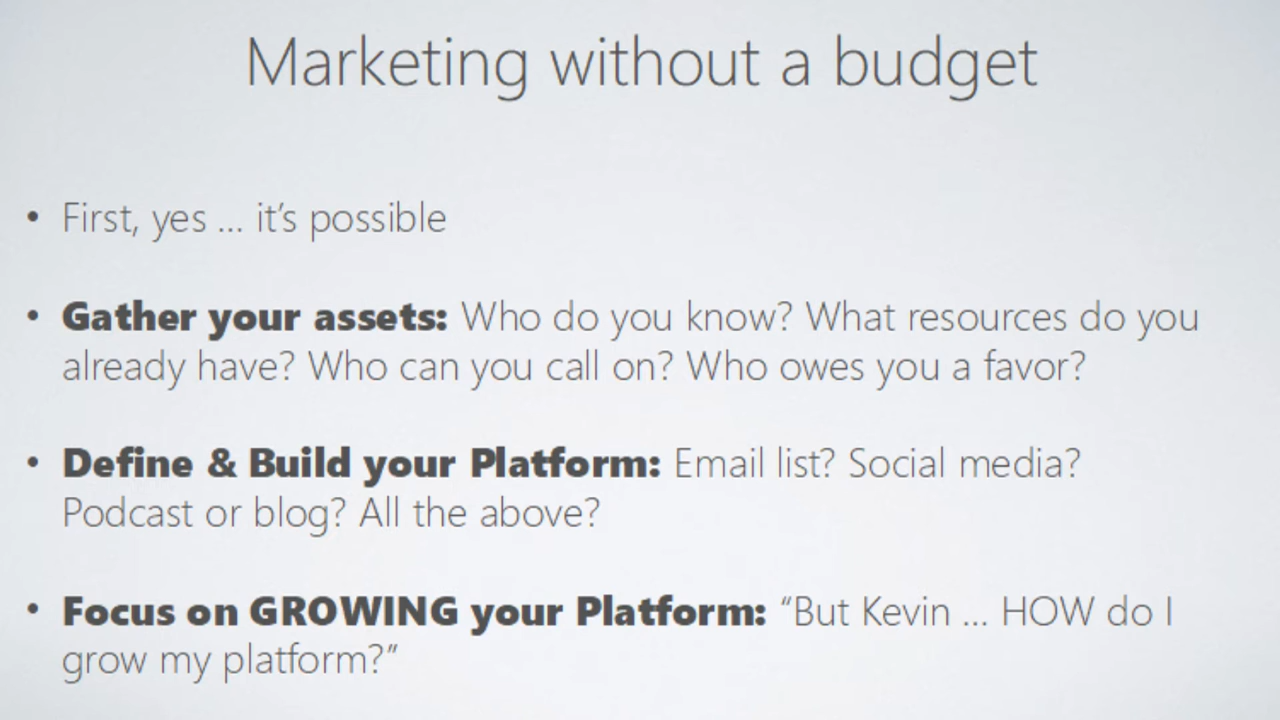 Marketing without a budget
• First, yes ... it’s possible
• Gather your assets: Who do you know? What resources do you
already have? Who can you call on? Who owes you a favor?
• Define & Build your Platform: Email list? Social media?
Podcast or blog? All the above?
• Focus on GROWING your Platform: “But Kevin ... HOW do I
grow my platform?”